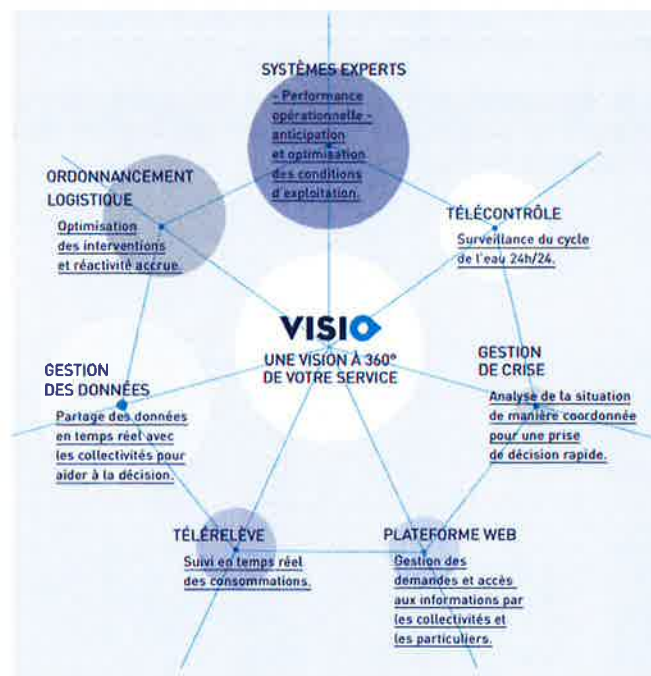 SYSTÈMES EXPERTS
- Performance
opérationnelle -
anticipation
et optimisation
des conditions
d'exploitation.
ORDONNANCEMENT
LOGISTIQUE
Optimisation
des interventions
et réactivité accrue.
TÉLÉCONTRÔLE
Surveillance du cycle
de l'eau 24h/24.
VISIO
UNE VISION À 360°
DE VOTRE SERVICE
GESTION
DE CRISE
Analyse de la situation
de manière coordonnée
pour une prise
de décision rapide.
GESTION
DES DONNÉES
Partage des données
en temps réel avec
les collectivités pour
aider à la décision.
TÉLÉRELÈVE
Suivi en temps réel
des consommations.
PLATEFORME WEB
Gestion des
demandes et accès
aux informations par
les collectivités et
les particuliers.